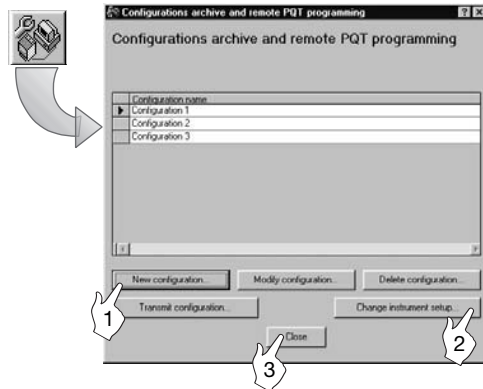 Configurations archive and remote PQT programming
Configurations archive and remote PQT programming
Configuration name
Configuration 1
Configuration 2
Configuration 3
New configuration...
Modify configuration...
Delete configuration...
Transmit configuration...
Change instrument setup...
Close
1
2
3